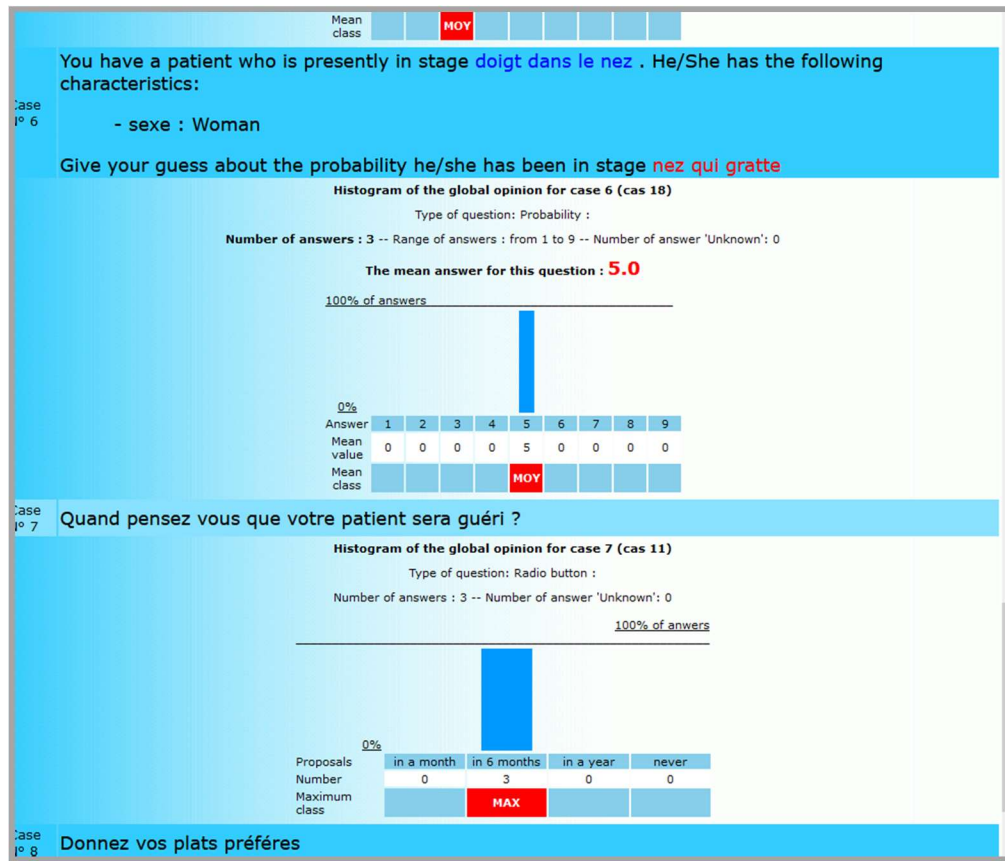 Mean class MOY
You have a patient who is presently in stage doigt dans le nez . He/She has the following
characteristics:
Case
Nº 6
- sexe : Woman
Give your guess about the probability he/she has been in stage nez qui gratte
Histogram of the global opinion for case 6 (cas 18)
Type of question: Probability :
Number of answers : 3 -- Range of answers : from 1 to 9 -- Number of answer 'Unknown': 0
The mean answer for this question : 5.0
100% of answers
0%
Answer 1 2 3 4 5 6 7 8 9
Mean value 0 0 0 0 5 0 0 0 0
Mean class MOY
Case
Nº 7
Quand pensez vous que votre patient sera guéri ?
Histogram of the global opinion for case 7 (cas 11)
Type of question: Radio button :
Number of answers : 3 -- Number of answer 'Unknown': 0
100% of anwers
0%
Proposals in a month in 6 months in a year never
Number 0 3 0 0
Maximum class MAX
Case
Nº 8
Donnez vos plats préféres